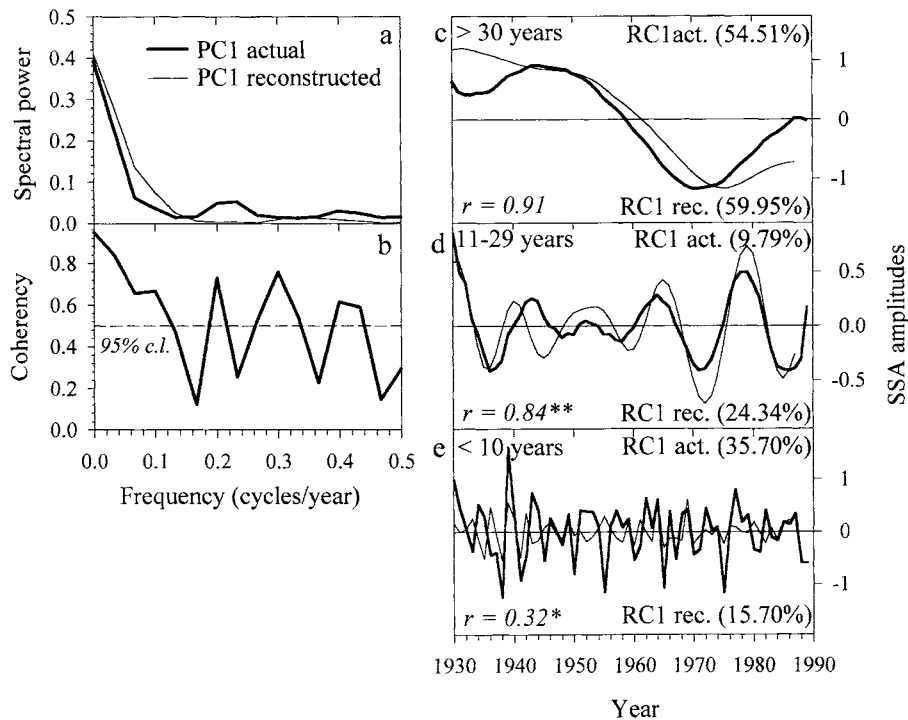 a
PC1 actual
PC1 reconstructed
Spectral power
0.5
0.4
0.3
0.2
0.1
0.0
b
95% c.l.
Coherency
0.8
0.6
0.4
0.2
0.0
0.0 0.1 0.2 0.3 0.4 0.5
Frequency (cycles/year)
c > 30 years RC1act. (54.51%)
1
0
-1
r = 0.91 RC1 rec. (59.95%)
d 11-29 years RC1 act. (9.79%)
0.5
0.0
-0.5
r = 0.84** RC1 rec. (24.34%)
SSA amplitudes
e < 10 years RC1 act. (35.70%)
1
0
-1
r = 0.32* RC1 rec. (15.70%)
1930 1940 1950 1960 1970 1980 1990
Year